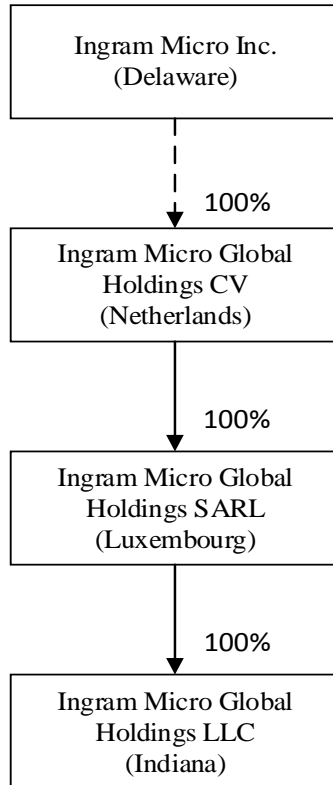 Ingram Micro Inc.
(Delaware)
100%
Ingram Micro Global
Holdings CV
(Netherlands)
100%
Ingram Micro Global
Holdings SARL
(Luxembourg)
100%
Ingram Micro Global
Holdings LLC
(Indiana)